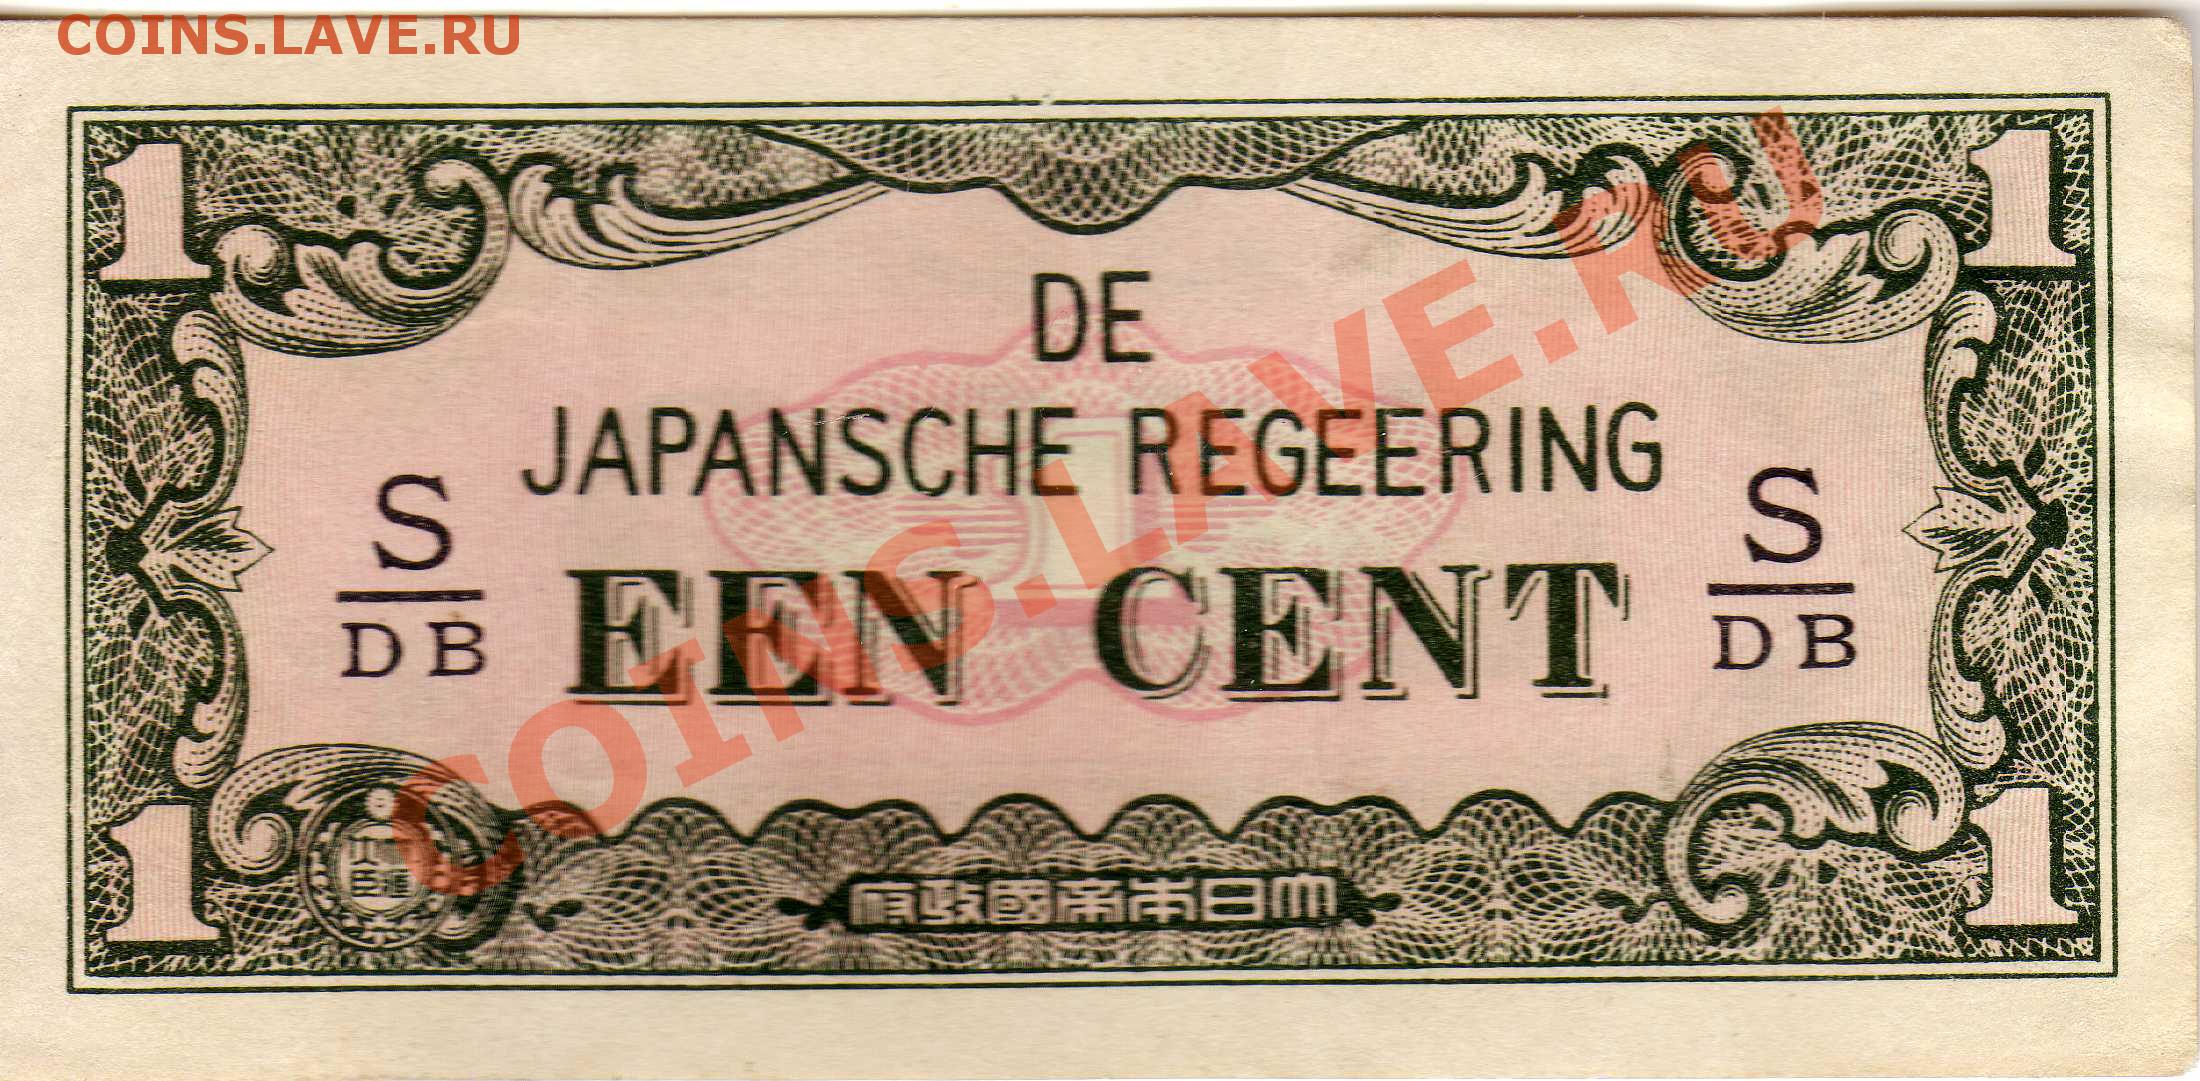 COINS.LAVE.RU
1 1
DE
JAPANSCHE REGEERING
S S
DB DB
EEN CENT
COINS.LAVE.RU
府政國帝本日大
1 1